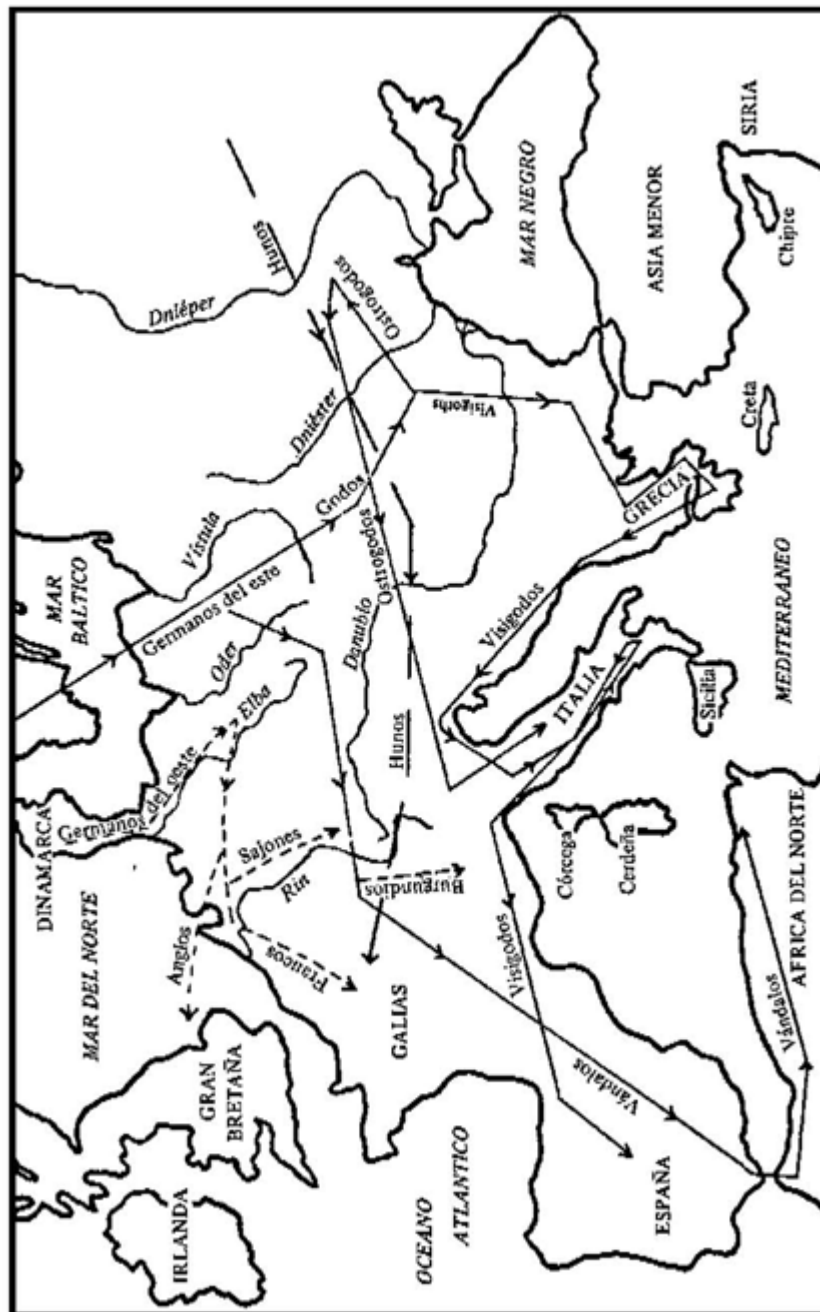 DINAMARCA
MAR
BALTICO
MAR DEL NORTE
Germanos del oeste
Elba
Oder
Vístula
Germanos del este
Godos
Dniéper
Hunos
Anglos
Sajones
Rin
Francos
Burgundios
GRAN
BRETAÑA
IRLANDA
GALIAS
Hunos
Danubio
Ostrogodos
Dniéster
Ostrogodos
Visigorhs
MAR NEGRO
OCEANO
ATLANTICO
Vándalos
Visigodos
ITALIA
Visigodos
GRECIA
ASIA MENOR
SIRIA
ESPAÑA
Córcega
Cerdeña
Sicilia
Creta
Chipre
Vándalos
AFRICA DEL NORTE
MEDITERRANEO